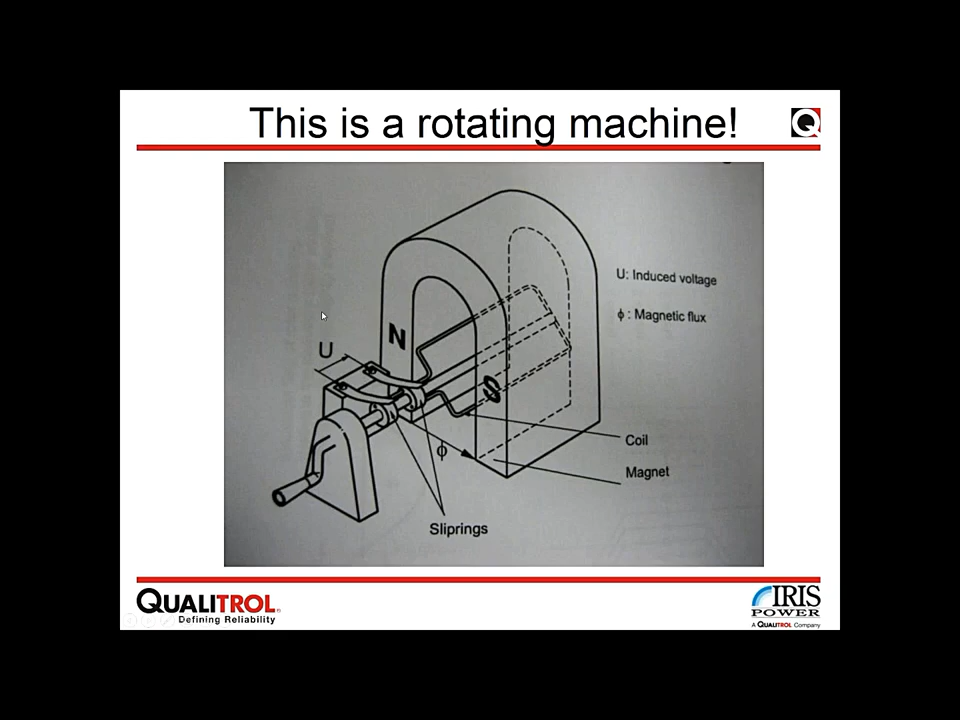 This is a rotating machine!
Q
U: Induced voltage
ϕ : Magnetic flux
N
U
S
ϕ
Coil
Magnet
Sliprings
QUALITROL®
Defining Reliability
IRIS
POWER
A QUALITROL Company